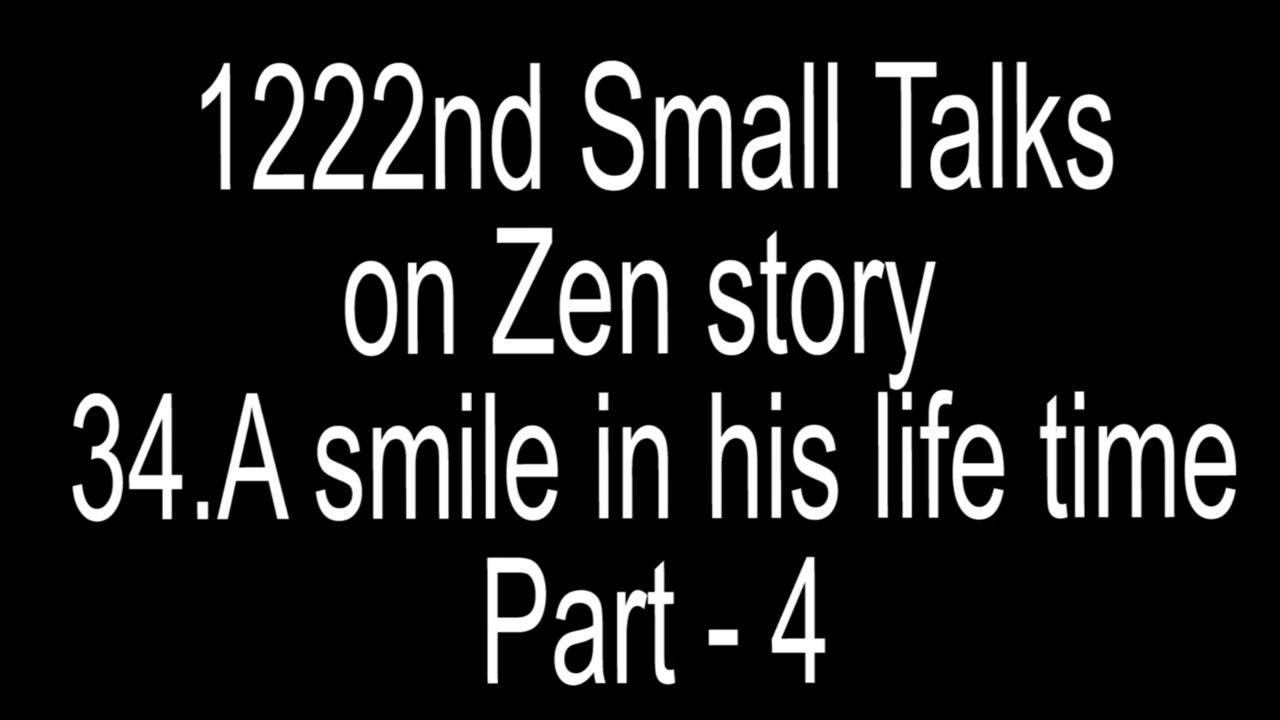 1222nd Small Talks
on Zen story
34.A smile in his life time
Part - 4